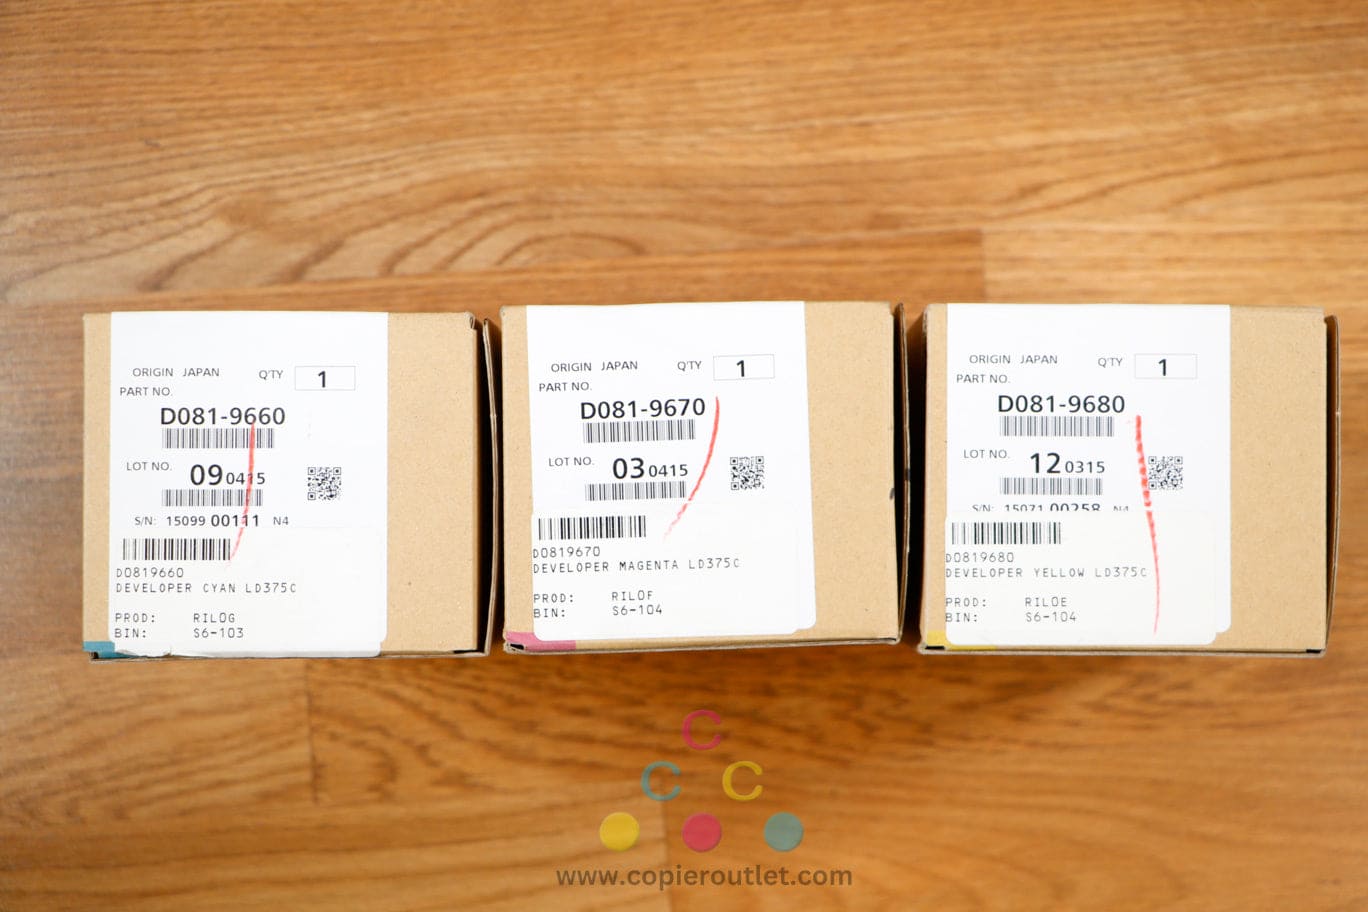 ORIGIN JAPAN Q'TY 1
PART NO.
D081-9660
LOT NO. 09 0415
S/N: 15099 00111 N4
D0819660
DEVELOPER CYAN LD375C
PROD: RILOG
BIN: S6-103
ORIGIN JAPAN Q'TY 1
PART NO.
D081-9670
LOT NO. 03 0415
D0819670
DEVELOPER MAGENTA LD375C
PROD: RILOF
BIN: S6-104
ORIGIN JAPAN Q'TY 1
PART NO.
D081-9680
LOT NO. 12 0315
S/N: 15071 00258 N4
D0819680
DEVELOPER YELLOW LD375C
PROD: RILOE
BIN: S6-104
C
C C
www.copieroutlet.com